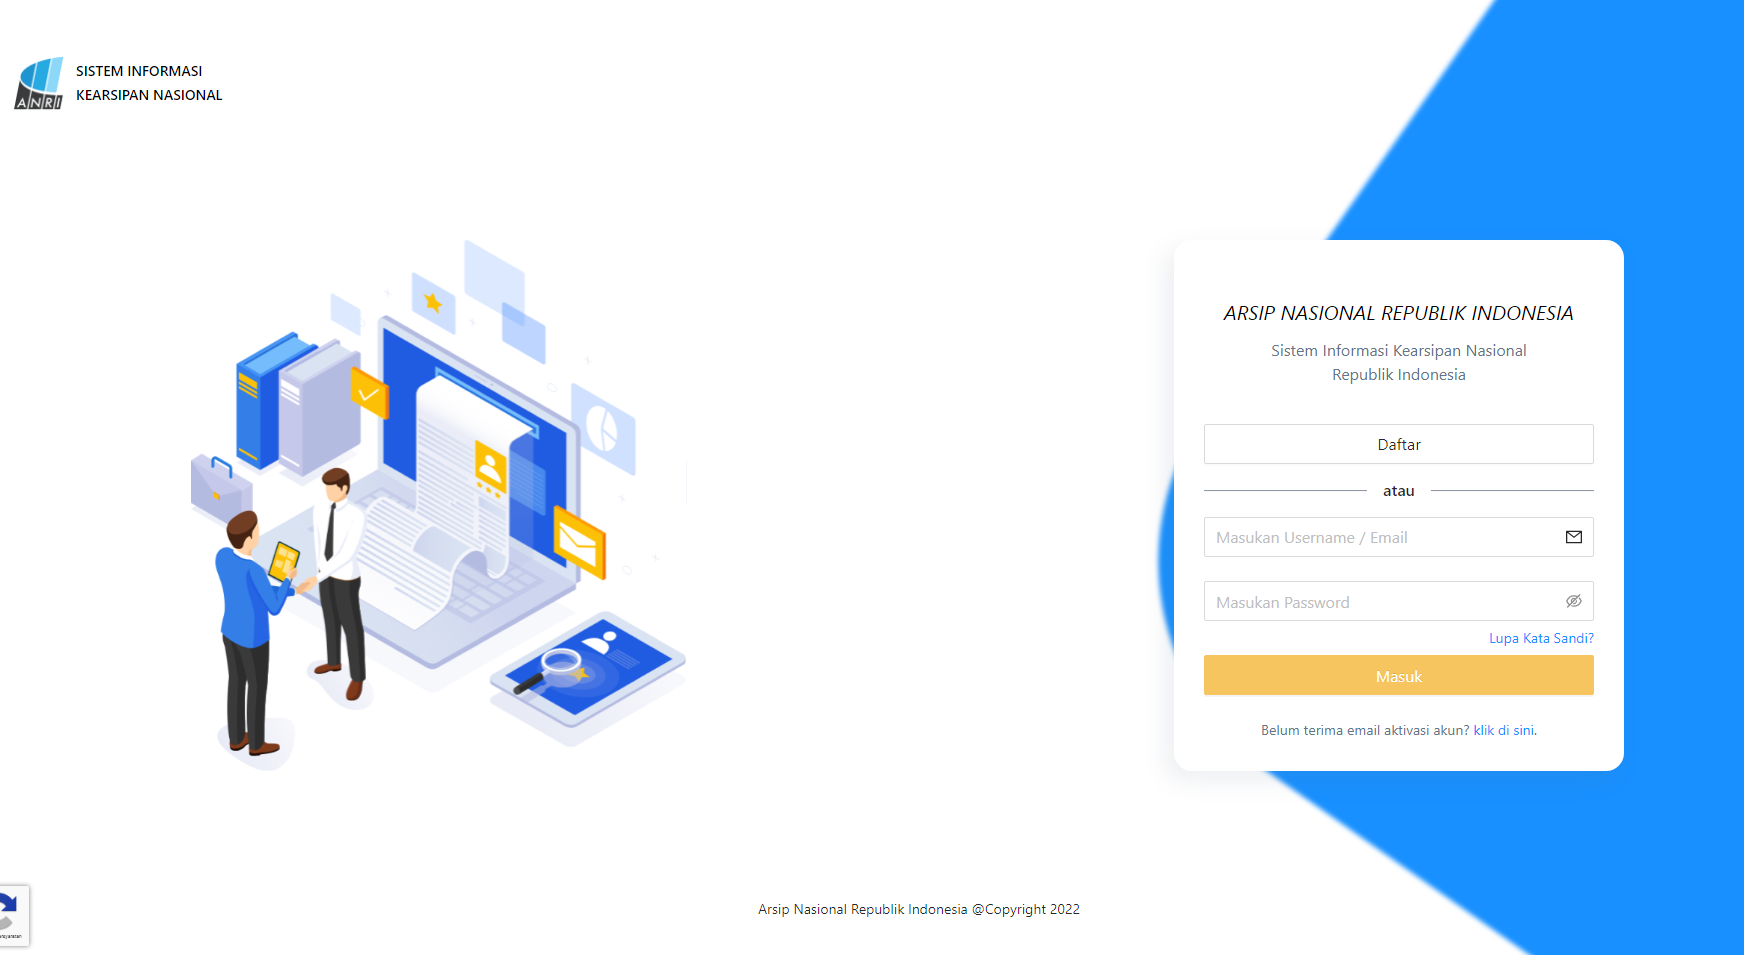 ANRI
SISTEM INFORMASI
KEARSIPAN NASIONAL
ARSIP NASIONAL REPUBLIK INDONESIA
Sistem Informasi Kearsipan Nasional
Republik Indonesia
Daftar
atau
Masukan Username / Email
Masukan Password
Lupa Kata Sandi?
Masuk
Belum terima email aktivasi akun? klik di sini.
Arsip Nasional Republik Indonesia @Copyright 2022